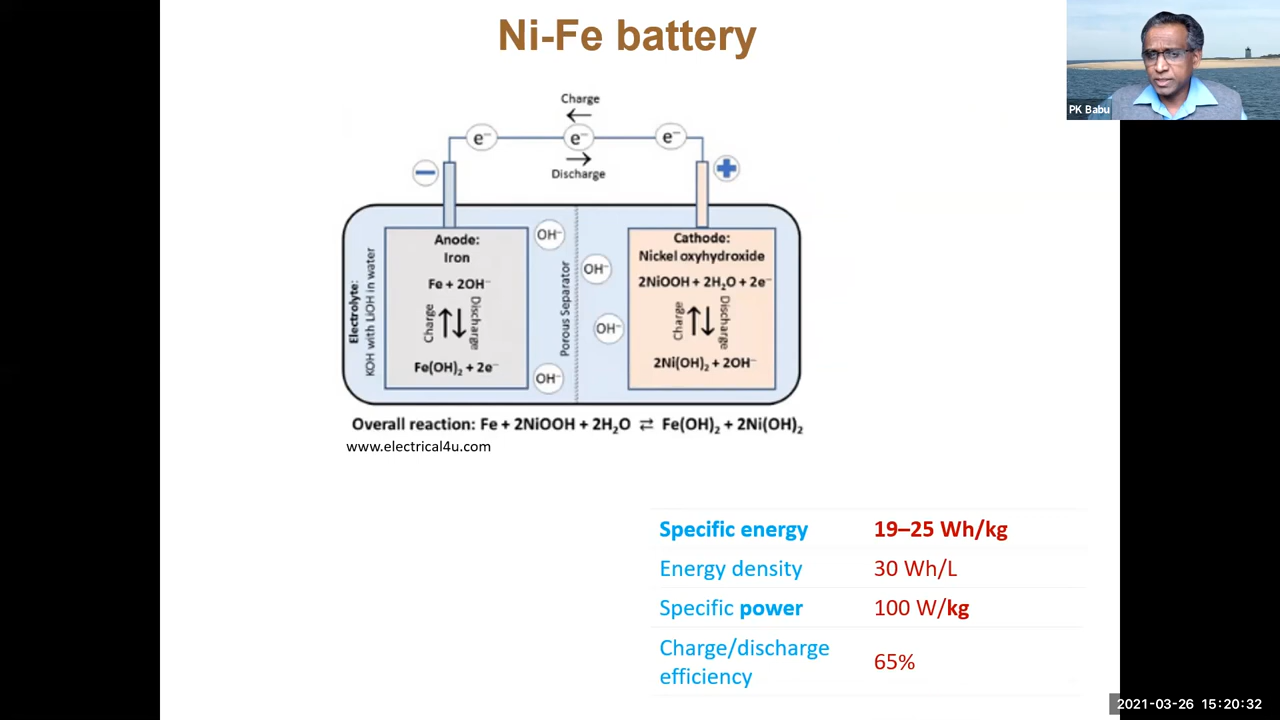 Ni-Fe battery
PK Babu
Charge
←
e⁻ e⁻ e⁻
→
Discharge
− +
Electrolyte:
KOH with LiOH in water
Anode:
Iron
Fe + 2OH⁻
Charge
Discharge
Fe(OH)₂ + 2e⁻
OH⁻
OH⁻
OH⁻
OH⁻
Porous Separator
Cathode:
Nickel oxyhydroxide
2NiOOH + 2H₂O + 2e⁻
Charge
Discharge
2Ni(OH)₂ + 2OH⁻
Overall reaction: Fe + 2NiOOH + 2H₂O ⇄ Fe(OH)₂ + 2Ni(OH)₂
www.electrical4u.com
Specific energy 19–25 Wh/kg
Energy density 30 Wh/L
Specific power 100 W/kg
Charge/discharge
efficiency 65%
2021-03-26 15:20:32